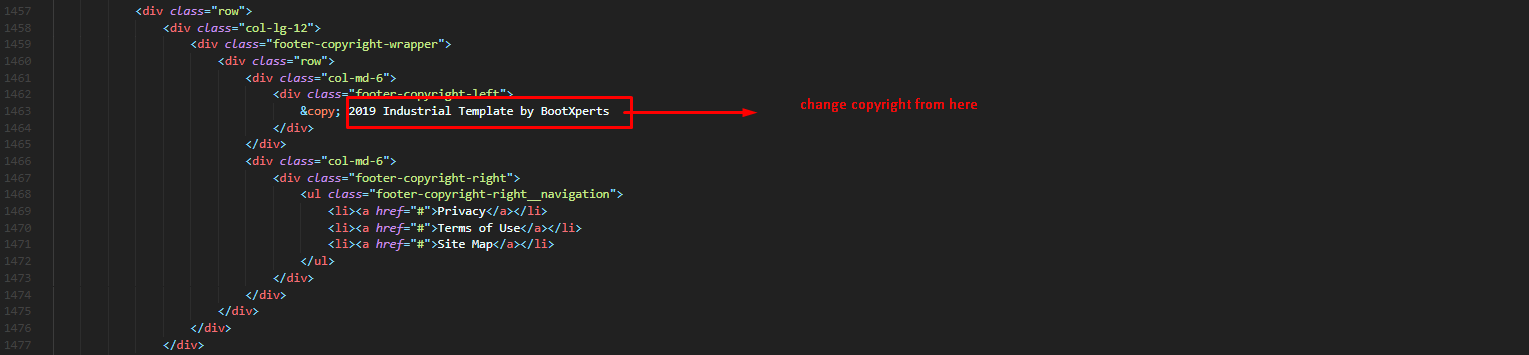 1457 <div class="row">
1458 <div class="col-lg-12">
1459 <div class="footer-copyright-wrapper">
1460 <div class="row">
1461 <div class="col-md-6">
1462 <div class="footer-copyright-left">
1463 &copy; 2019 Industrial Template by BootXperts
change copyright from here
1464 </div>
1465 </div>
1466 <div class="col-md-6">
1467 <div class="footer-copyright-right">
1468 <ul class="footer-copyright-right__navigation">
1469 <li><a href="#">Privacy</a></li>
1470 <li><a href="#">Terms of Use</a></li>
1471 <li><a href="#">Site Map</a></li>
1472 </ul>
1473 </div>
1474 </div>
1475 </div>
1476 </div>
1477 </div>